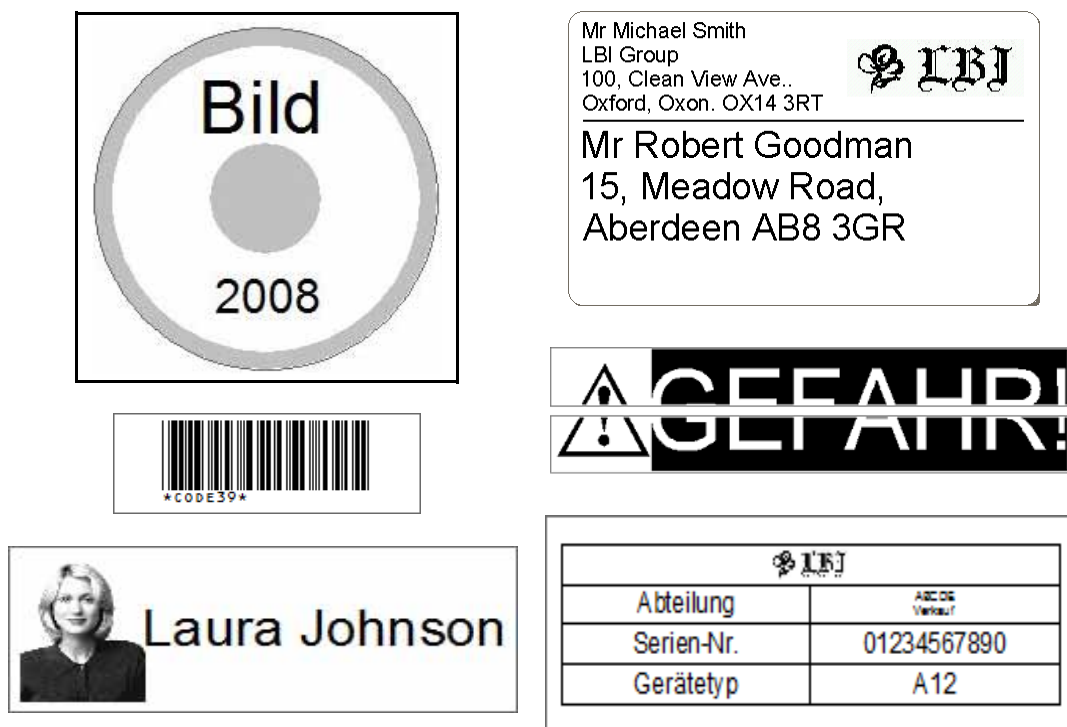 Bild
2008
Mr Michael Smith
LBI Group
100, Clean View Ave..
Oxford, Oxon. OX14 3RT
LBI
Mr Robert Goodman
15, Meadow Road,
Aberdeen AB8 3GR
*CODE39*
GEFAHR!
GEFAHR!
Laura Johnson
LBI
Abteilung ABCDE
Verkauf
Serien-Nr. 01234567890
Gerätetyp A12